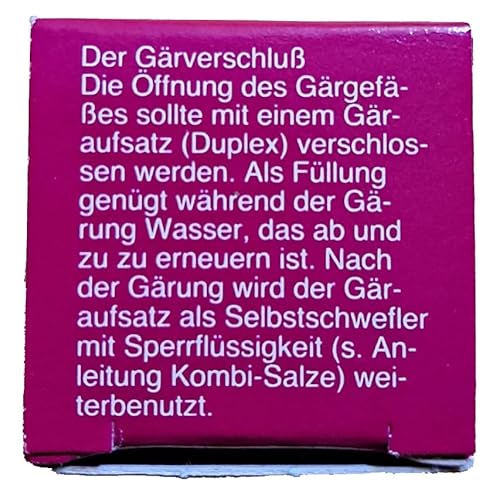 Der Gärverschluß
Die Öffnung des Gärgefä-
ßes sollte mit einem Gär-
aufsatz (Duplex) verschlos-
sen werden. Als Füllung
genügt während der Gä-
rung Wasser, das ab und
zu zu erneuern ist. Nach
der Gärung wird der Gär-
aufsatz als Selbstschwefler
mit Sperrflüssigkeit (s. An-
leitung Kombi-Salze) wei-
terbenutzt.